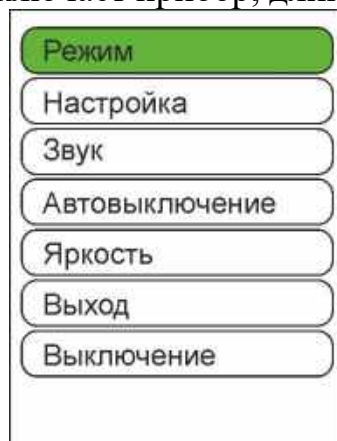 Режим
Настройка
Звук
Автовыключение
Яркость
Выход
Выключение